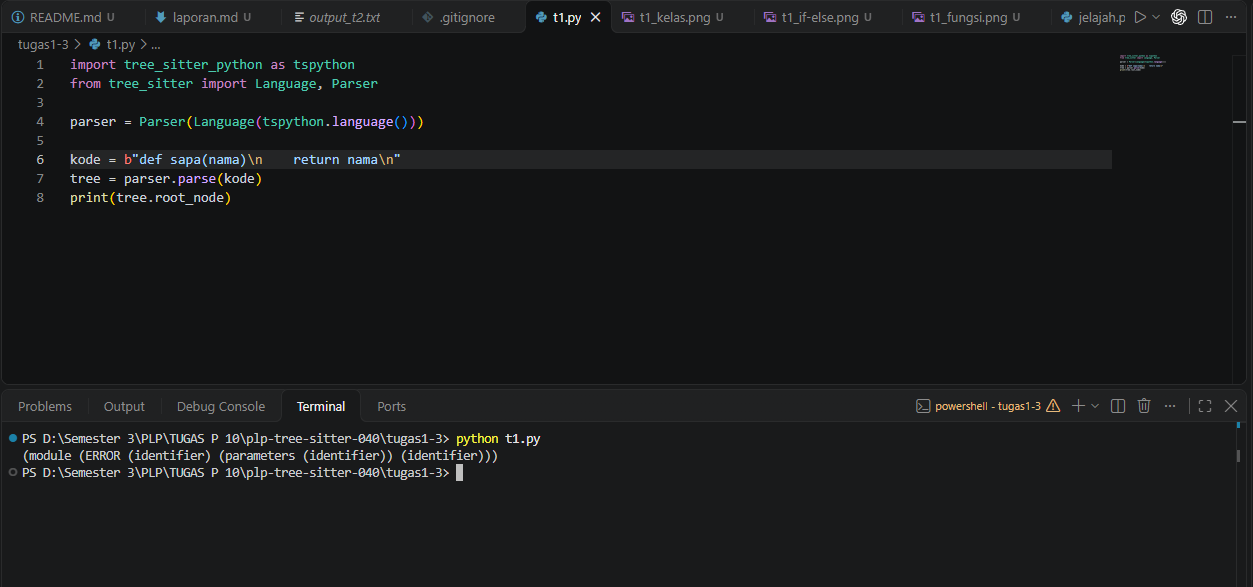 README.md U laporan.md U output_t2.txt .gitignore t1.py t1_kelas.png U t1_if-else.png U t1_fungsi.png U jelajah.p
tugas1-3 > t1.py > ...
1 import tree_sitter_python as tspython
2 from tree_sitter import Language, Parser
3
4 parser = Parser(Language(tspython.language()))
5
6 kode = b"def sapa(nama)\n    return nama\n"
7 tree = parser.parse(kode)
8 print(tree.root_node)
Problems Output Debug Console Terminal Ports powershell - tugas1-3
PS D:\Semester 3\PLP\TUGAS P 10\plp-tree-sitter-040\tugas1-3> python t1.py
(module (ERROR (identifier) (parameters (identifier)) (identifier)))
PS D:\Semester 3\PLP\TUGAS P 10\plp-tree-sitter-040\tugas1-3>